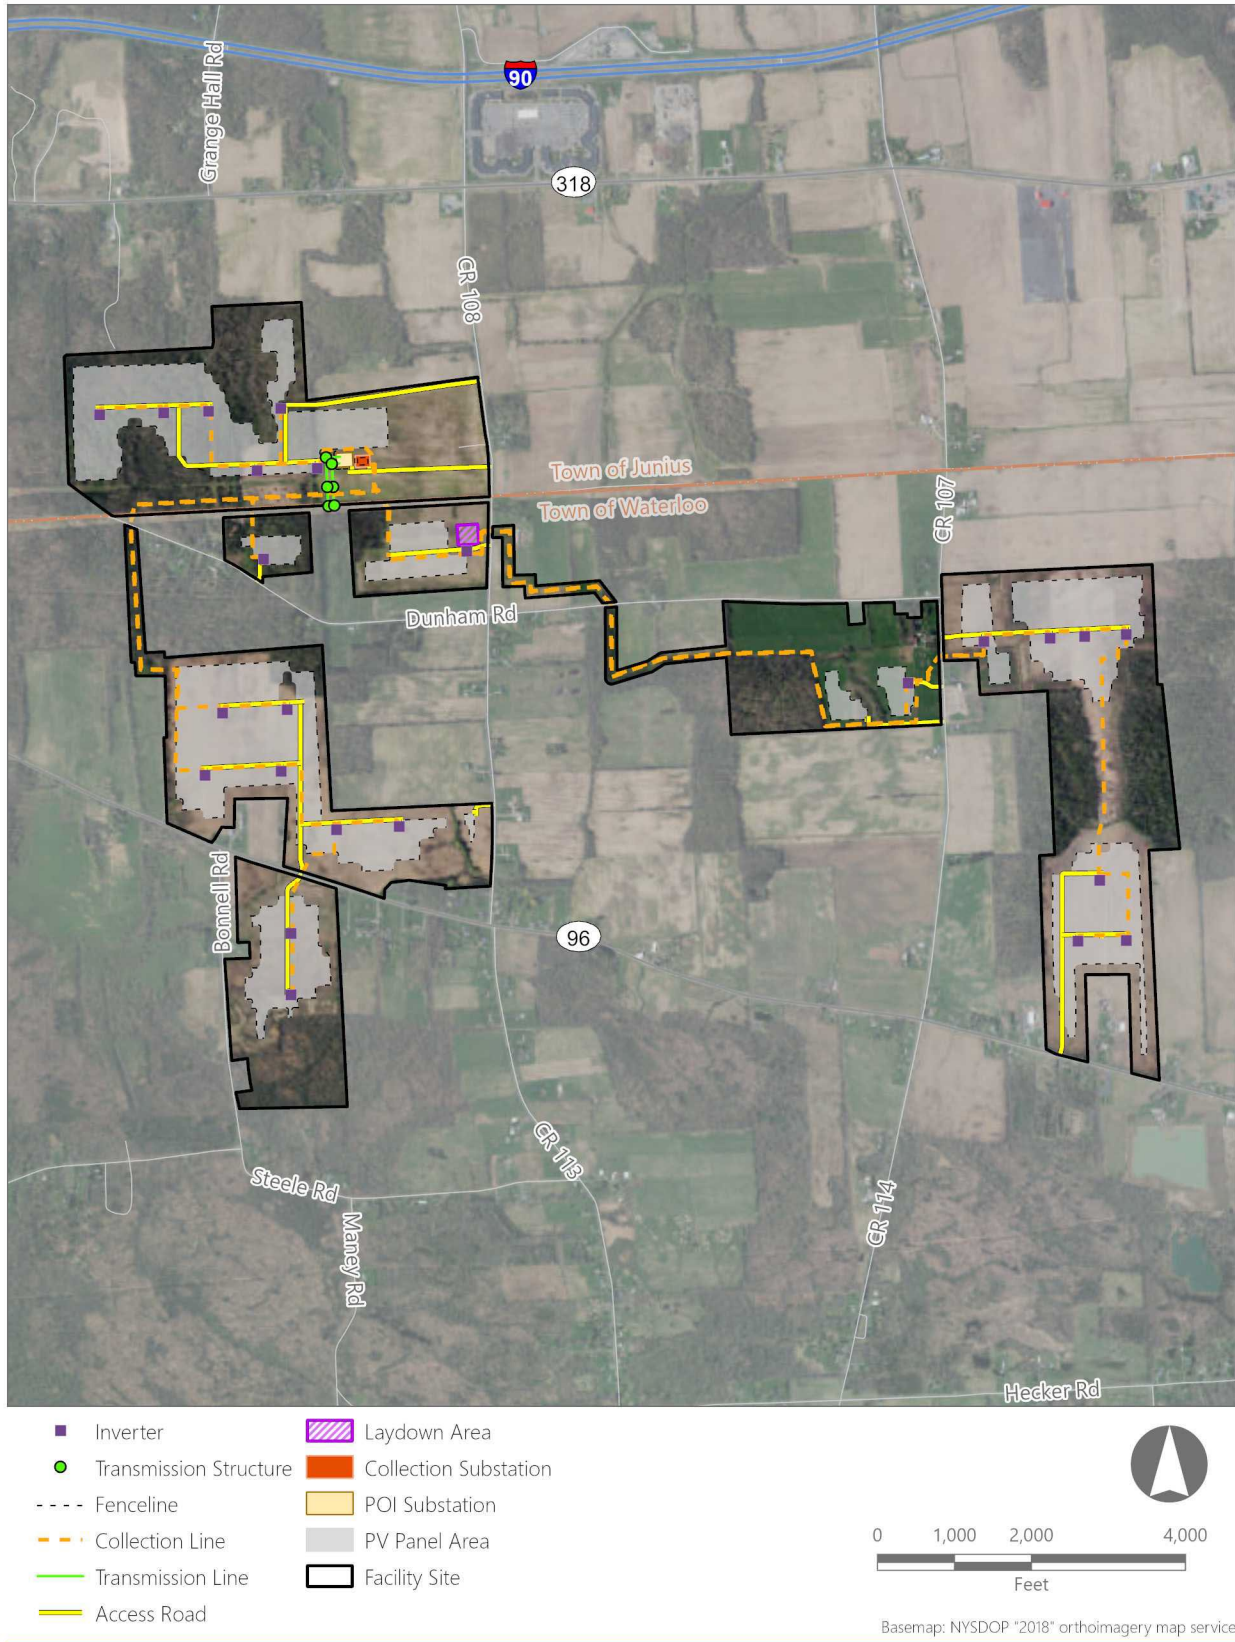 90
Grange Hall Rd
318
CR 108
Town of Junius
Town of Waterloo
CR 107
Dunham Rd
Bonnell Rd
96
CR 113
Steele Rd
CR 114
Maney Rd
Hecker Rd
Inverter
Transmission Structure
Fenceline
Collection Line
Transmission Line
Access Road
Laydown Area
Collection Substation
POI Substation
PV Panel Area
Facility Site
0 1,000 2,000 4,000
Feet
Basemap: NYSDOP "2018" orthoimagery map service